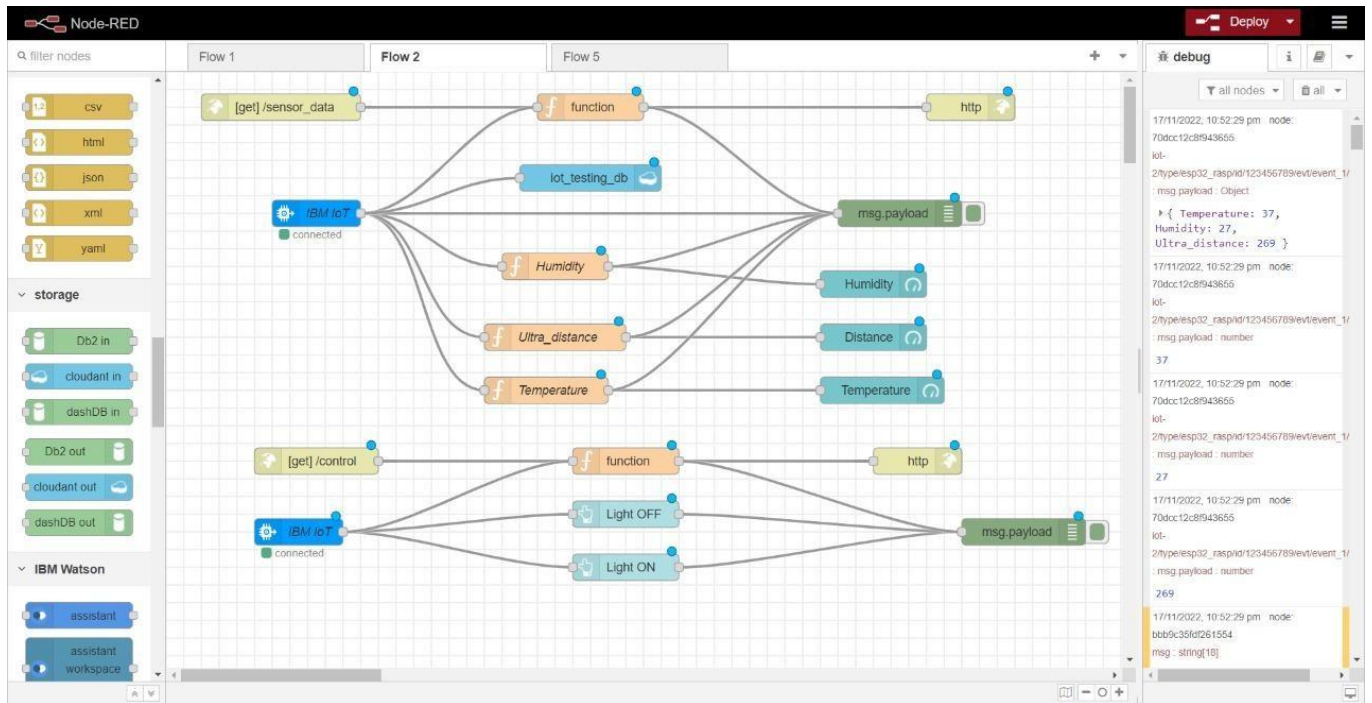 Node-RED
Deploy
filter nodes
Flow 1
Flow 2
Flow 5
debug
i
all nodes
all
csv
html
json
xml
yaml
storage
Db2 in
cloudant in
dashDB in
Db2 out
cloudant out
dashDB out
IBM Watson
assistant
assistant
workspace
[get] /sensor_data
function
http
iot_testing_db
IBM IoT
connected
msg.payload
Humidity
Humidity
Ultra_distance
Distance
Temperature
Temperature
[get] /control
function
http
Light OFF
IBM IoT
connected
msg.payload
Light ON
17/11/2022, 10:52:29 pm node:
70dcc12c8f943655
iot-
2/type/esp32_rasp/id/123456789/evt/event_1/
: msg.payload : Object
{ Temperature: 37,
Humidity: 27,
Ultra_distance: 269 }
17/11/2022, 10:52:29 pm node:
70dcc12c8f943655
iot-
2/type/esp32_rasp/id/123456789/evt/event_1/
: msg.payload : number
37
17/11/2022, 10:52:29 pm node:
70dcc12c8f943655
iot-
2/type/esp32_rasp/id/123456789/evt/event_1/
: msg.payload : number
27
17/11/2022, 10:52:29 pm node:
70dcc12c8f943655
iot-
2/type/esp32_rasp/id/123456789/evt/event_1/
: msg.payload : number
269
17/11/2022, 10:52:29 pm node:
bbb9c35fdf261554
msg : string[18]